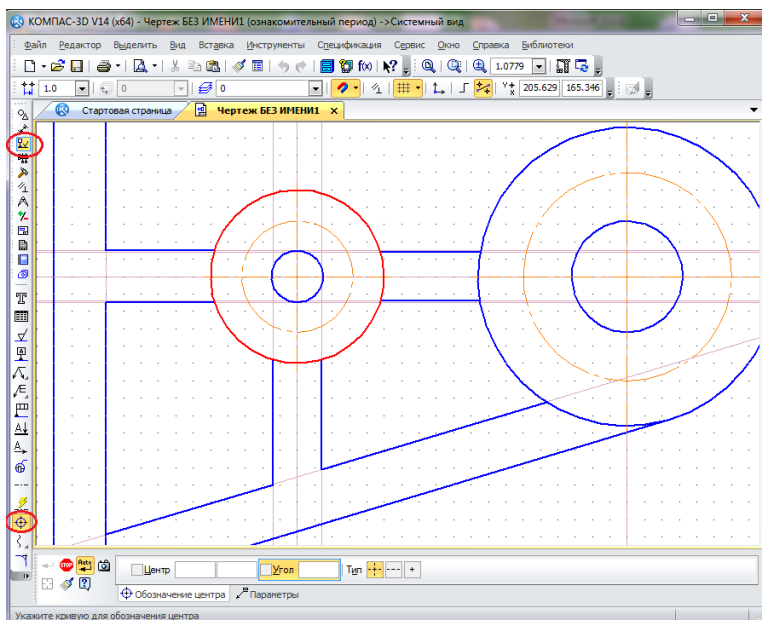 КОМПАС-3D V14 (x64) - Чертеж БЕЗ ИМЕНИ1 (ознакомительный период) ->Системный вид
Файл Редактор Выделить Вид Вставка Инструменты Спецификация Сервис Окно Справка Библиотеки
f(x) 1.0779
1.0 0 0 205.629 165.346
Стартовая страница Чертеж БЕЗ ИМЕНИ1
STOP Auto Центр Угол Тип
Обозначение центра Параметры
Укажите кривую для обозначения центра